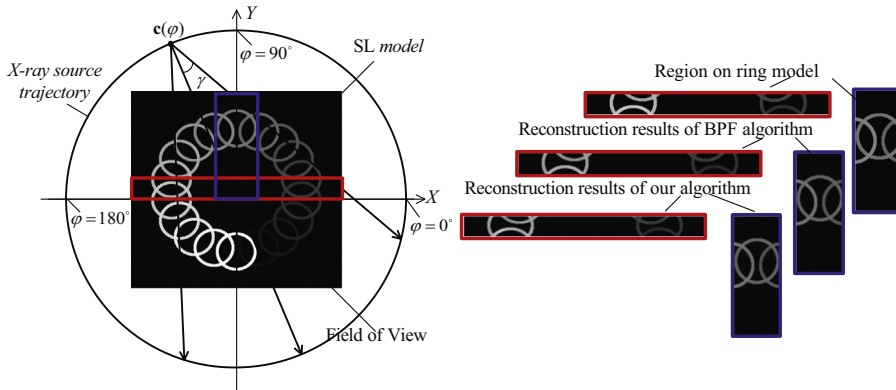 c(φ)
Y
φ = 90°
SL model
γ
X-ray source
trajectory
X
φ = 180°
φ = 0°
Field of View
Region on ring model
Reconstruction results of BPF algorithm
Reconstruction results of our algorithm